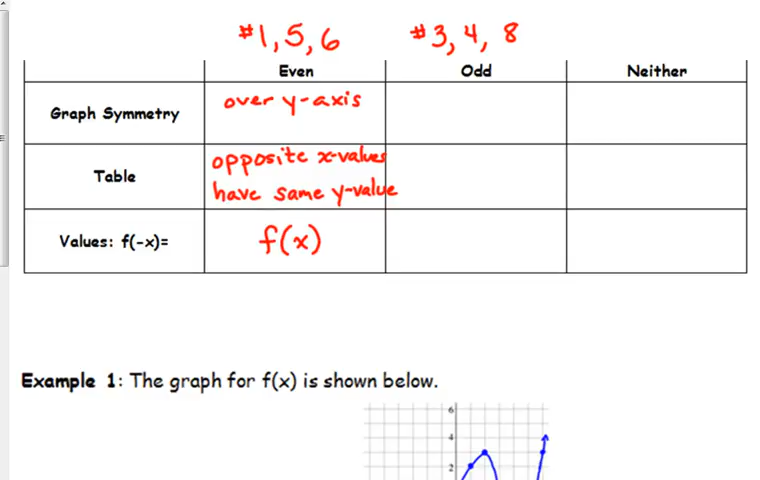 #1, 5, 6 #3, 4, 8
Even Odd Neither
Graph Symmetry over y-axis
Table opposite x-values
have same y-value
Values: f(-x)= f(x)
Example 1: The graph for f(x) is shown below.
6
4
2